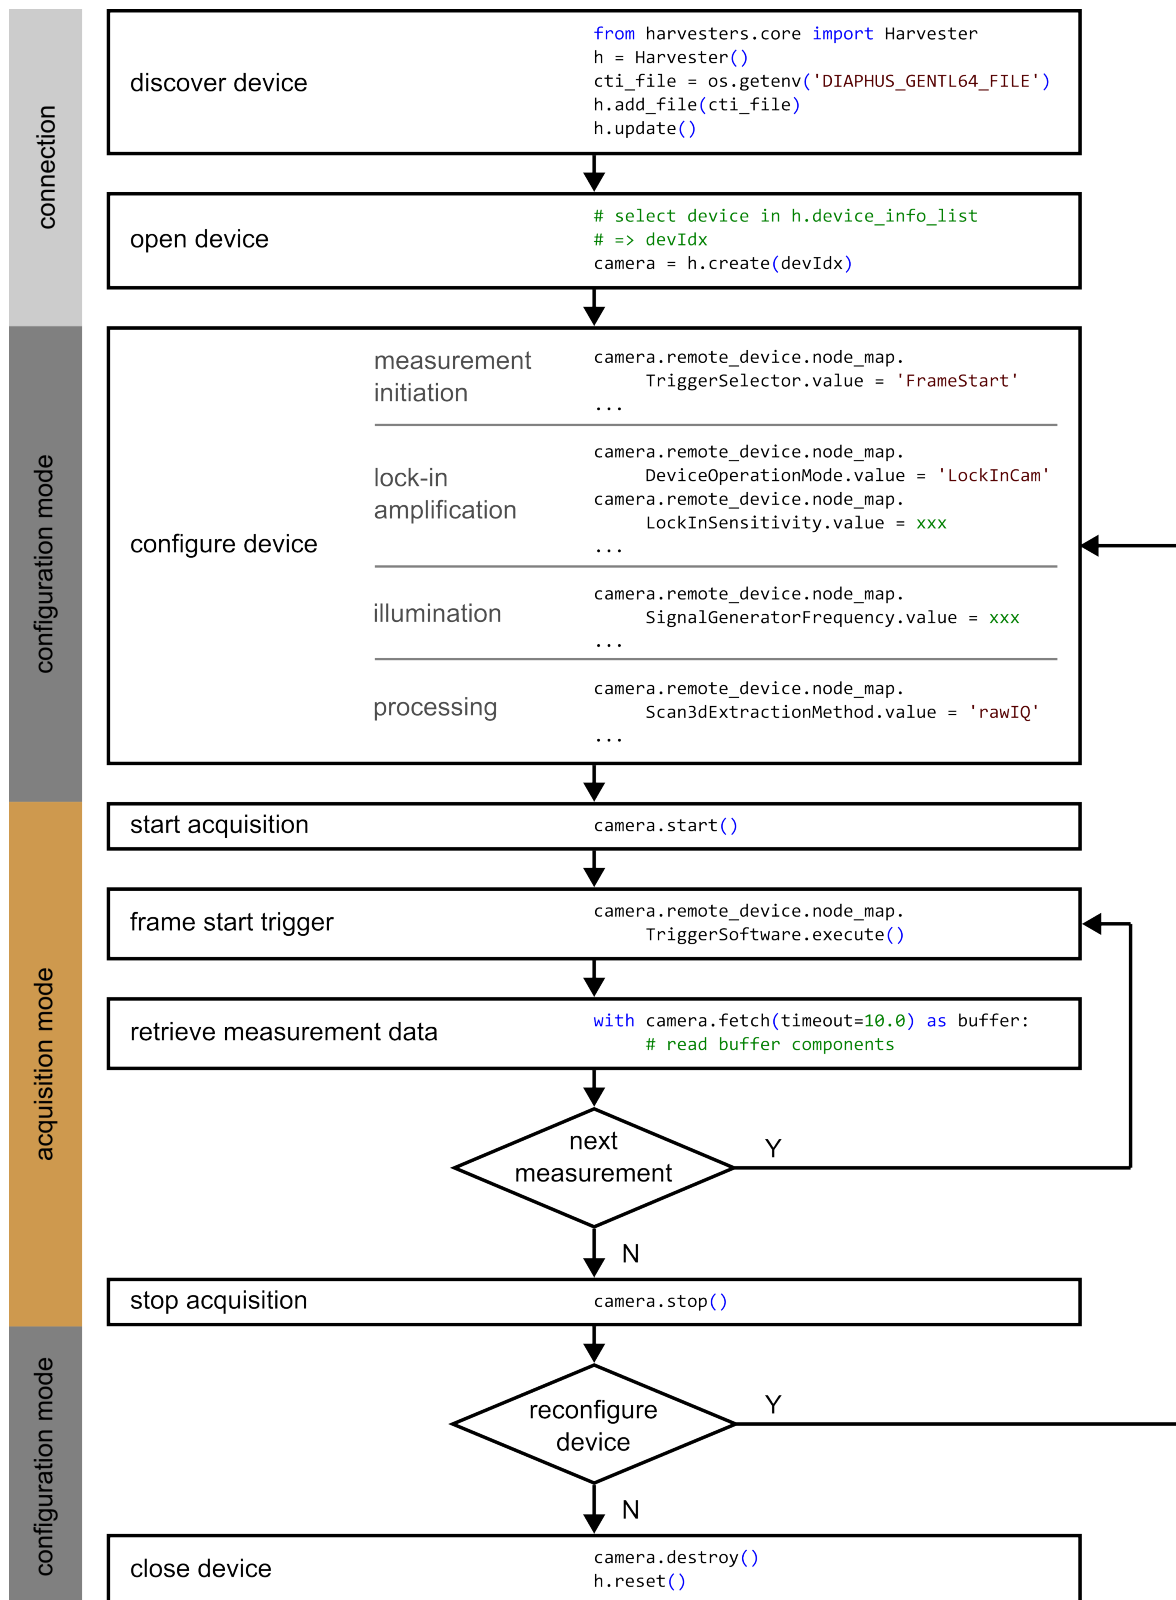 connection
discover device
from harvesters.core import Harvester
h = Harvester()
cti_file = os.getenv('DIAPHUS_GENTL64_FILE')
h.add_file(cti_file)
h.update()
open device
# select device in h.device_info_list
# => devIdx
camera = h.create(devIdx)
configuration mode
configure device
measurement
initiation
camera.remote_device.node_map.
TriggerSelector.value = 'FrameStart'
...
lock-in
amplification
camera.remote_device.node_map.
DeviceOperationMode.value = 'LockInCam'
camera.remote_device.node_map.
LockInSensitivity.value = xxx
...
illumination
camera.remote_device.node_map.
SignalGeneratorFrequency.value = xxx
...
processing
camera.remote_device.node_map.
Scan3dExtractionMethod.value = 'rawIQ'
...
acquisition mode
start acquisition
camera.start()
frame start trigger
camera.remote_device.node_map.
TriggerSoftware.execute()
retrieve measurement data
with camera.fetch(timeout=10.0) as buffer:
# read buffer components
next
measurement
Y
N
stop acquisition
camera.stop()
configuration mode
reconfigure
device
Y
N
close device
camera.destroy()
h.reset()